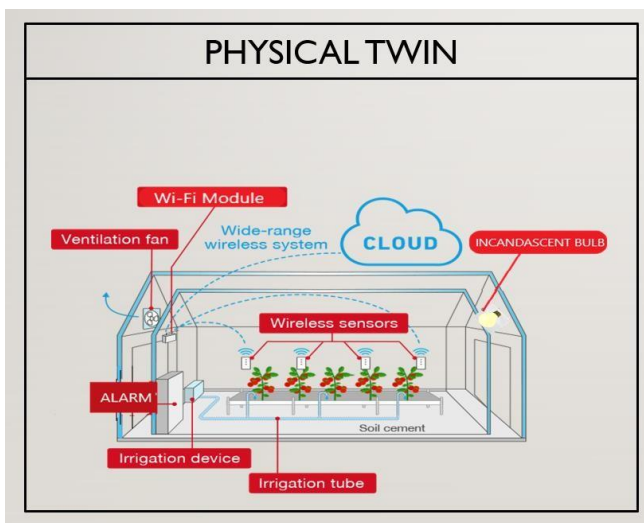 PHYSICAL TWIN
Wi-Fi Module
Ventilation fan
Wide-range
wireless system
CLOUD
INCANDASCENT BULB
Wireless sensors
ALARM
Soil cement
Irrigation device
Irrigation tube